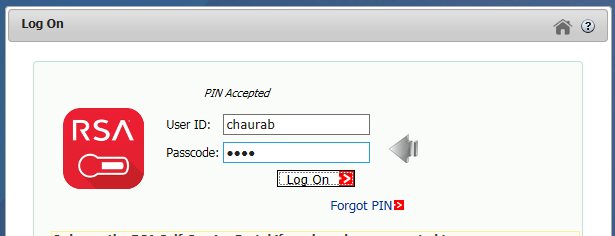 Log On
PIN Accepted
RSA
User ID: chaurab
Passcode: ••••
Log On
Forgot PIN